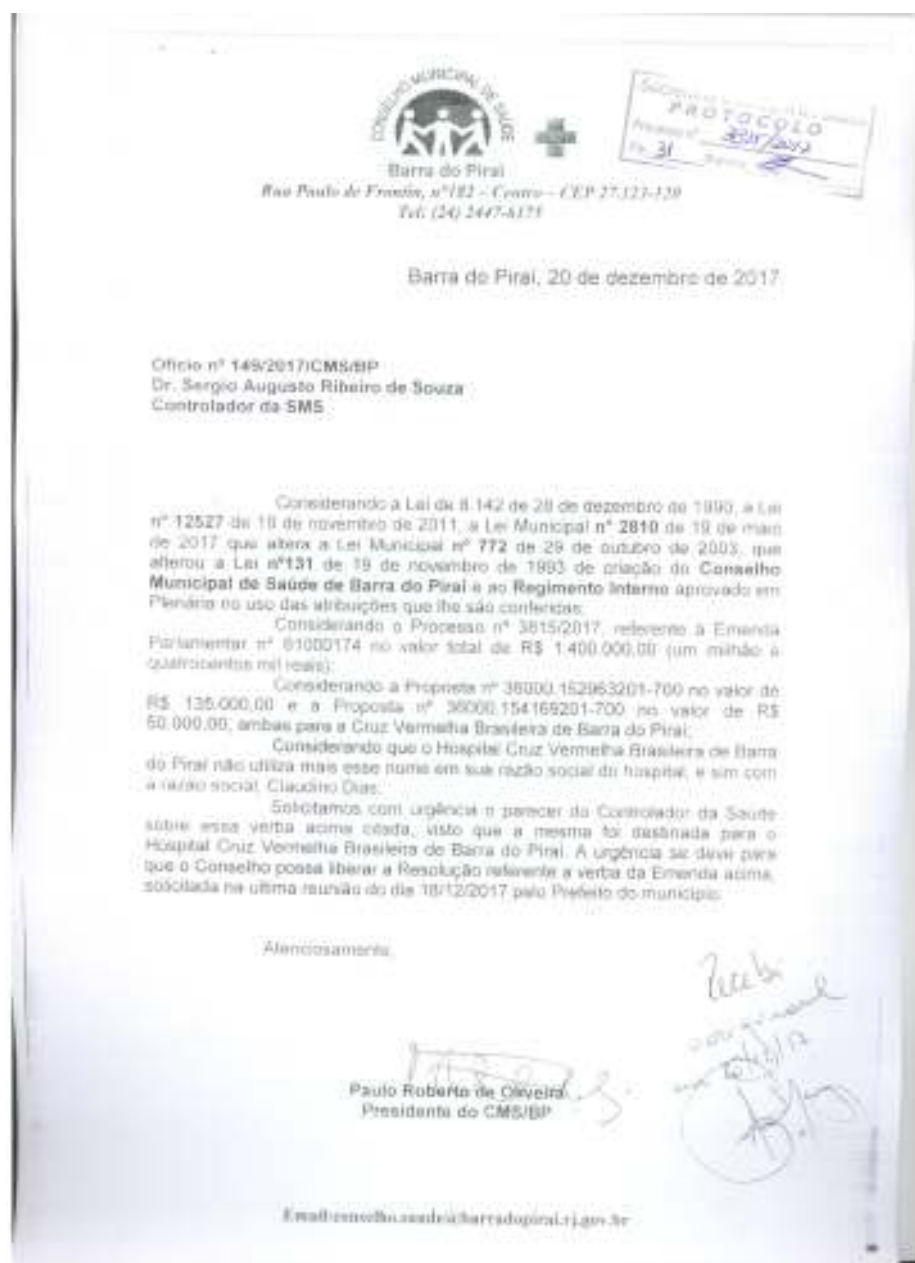 CONSELHO MUNICIPAL DE SAÚDE
Barra do Piraí
Rua Paulo de Frontin, nº182 – Centro – CEP 27.123-120
Tel: (24) 2447-6175
PROTOCOLO
Processo nº 3815/2017
Fls. 31
Barra do Piraí, 20 de dezembro de 2017
Ofício nº 149/2017/CMS/BP
Dr. Sergio Augusto Ribeiro de Souza
Controlador da SMS
Considerando a Lei de 8.142 de 28 de dezembro de 1990, a Lei
nº 12527 de 18 de novembro de 2011, a Lei Municipal nº 2810 de 19 de maio
de 2017 que altera a Lei Municipal nº 772 de 29 de outubro de 2003, que
alterou a Lei nº131 de 19 de novembro de 1993 de criação do Conselho
Municipal de Saúde de Barra do Piraí e ao Regimento Interno aprovado em
Plenária no uso das atribuições que lhe são conferidas;
Considerando o Processo nº 3815/2017, referente à Emenda
Parlamentar nº 81000174 no valor total de R$ 1.400.000,00 (um milhão e
quatrocentos mil reais);
Considerando a Proposta nº 36000.152963201-700 no valor de
R$ 135.000,00 e a Proposta nº 36000.154169201-700 no valor de R$
50.000,00, ambas para a Cruz Vermelha Brasileira de Barra do Piraí;
Considerando que o Hospital Cruz Vermelha Brasileira de Barra
do Piraí não utiliza mais esse nome em sua razão social do hospital, e sim com
a razão social, Claudino Dias;
Solicitamos com urgência o parecer do Controlador da Saúde
sobre essa verba acima citada, visto que a mesma foi destinada para o
Hospital Cruz Vermelha Brasileira de Barra do Piraí. A urgência se deve para
que o Conselho possa liberar a Resolução referente a verba da Emenda acima,
solicitada na última reunião do dia 18/12/2017 pelo Prefeito do município.
Atenciosamente,
Recebi
o original
em 20/12/17
Paulo Roberto de Oliveira
Presidente do CMS/BP
Email:conselho.saude@barradopirai.rj.gov.br